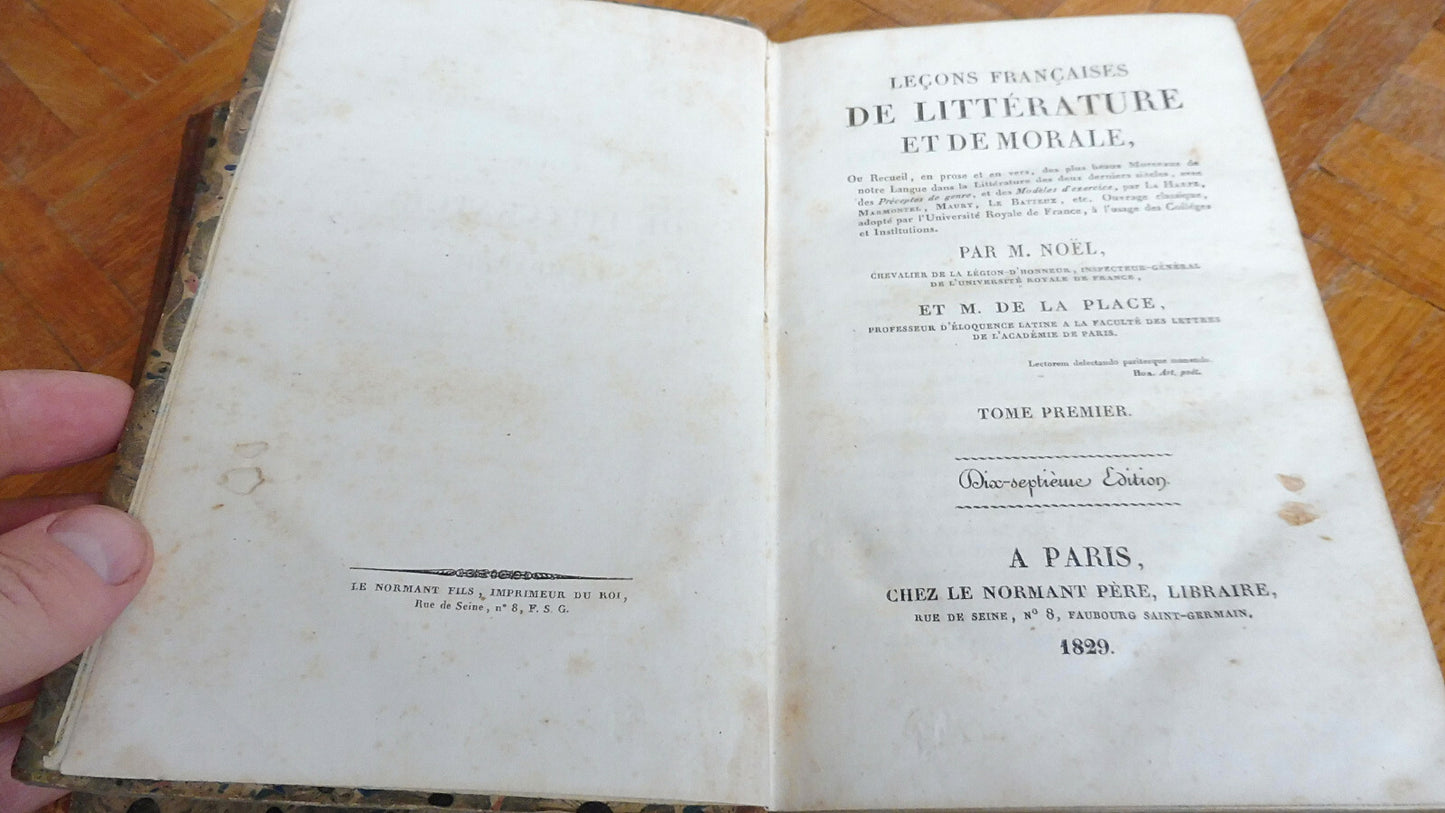 LE NORMANT FILS, IMPRIMEUR DU ROI,
Rue de Seine, n° 8, F. S. G.
LEÇONS FRANÇAISES
DE LITTÉRATURE
ET DE MORALE,
Ou Recueil, en prose et en vers, des plus beaux Morceaux de
notre Langue dans la Littérature des deux derniers siècles, avec
des Préceptes de genre, et des Modèles d'exercice, par La Harpe,
Marmontel, Maury, Le Batteux, etc. Ouvrage classique,
adopté par l'Université Royale de France, à l'usage des Colléges
et Institutions.
PAR M. NOËL,
CHEVALIER DE LA LÉGION-D'HONNEUR, INSPECTEUR-GÉNÉRAL
DE L'UNIVERSITÉ ROYALE DE FRANCE,
ET M. DE LA PLACE,
PROFESSEUR D'ÉLOQUENCE LATINE A LA FACULTÉ DES LETTRES
DE L'ACADÉMIE DE PARIS.
Lectorem delectando pariterque monendo.
Hor. Art. poét.
TOME PREMIER.
Dix-septième Edition.
A PARIS,
CHEZ LE NORMANT PÈRE, LIBRAIRE,
RUE DE SEINE, N° 8, FAUBOURG SAINT-GERMAIN.
1829.